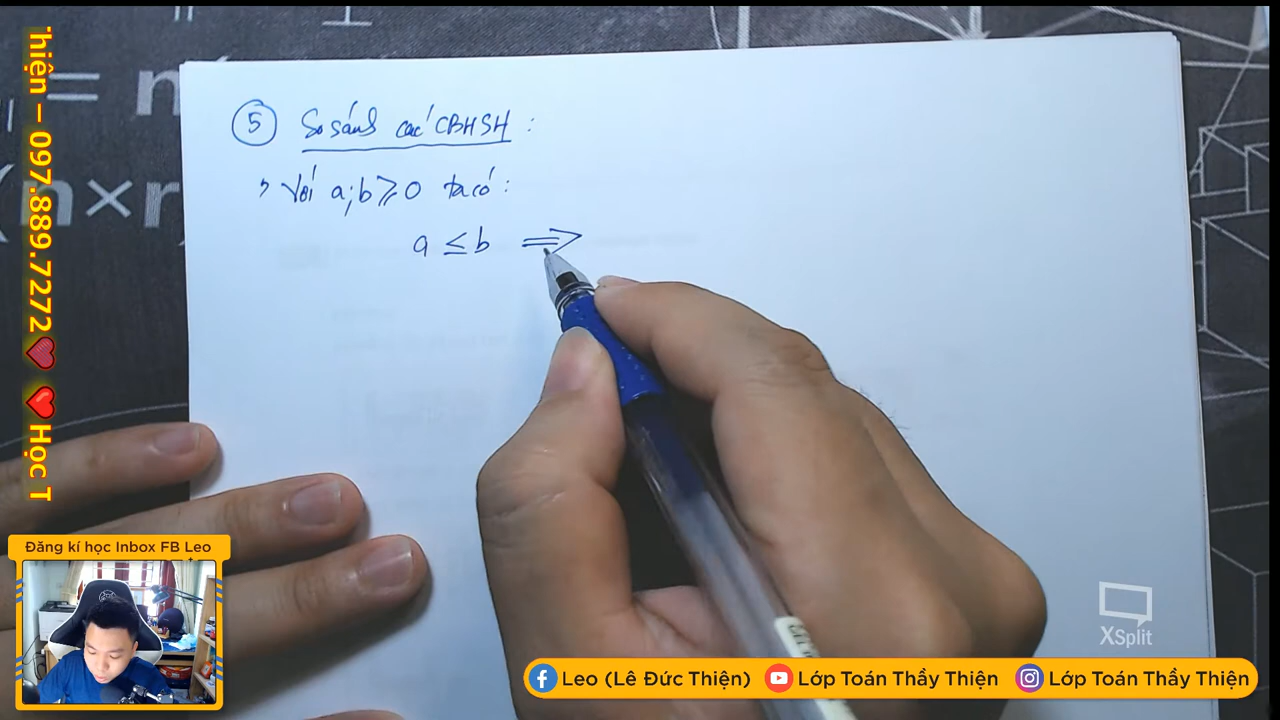 5 So sánh các CBHSH :
Với a;b ⩾ 0 ta có :
a ≤ b ⇒
hiện – 097.889.7272 ❤ ❤ Học T
Đăng kí học Inbox FB Leo
XSplit
Leo (Lê Đức Thiện) Lớp Toán Thầy Thiện Lớp Toán Thầy Thiện